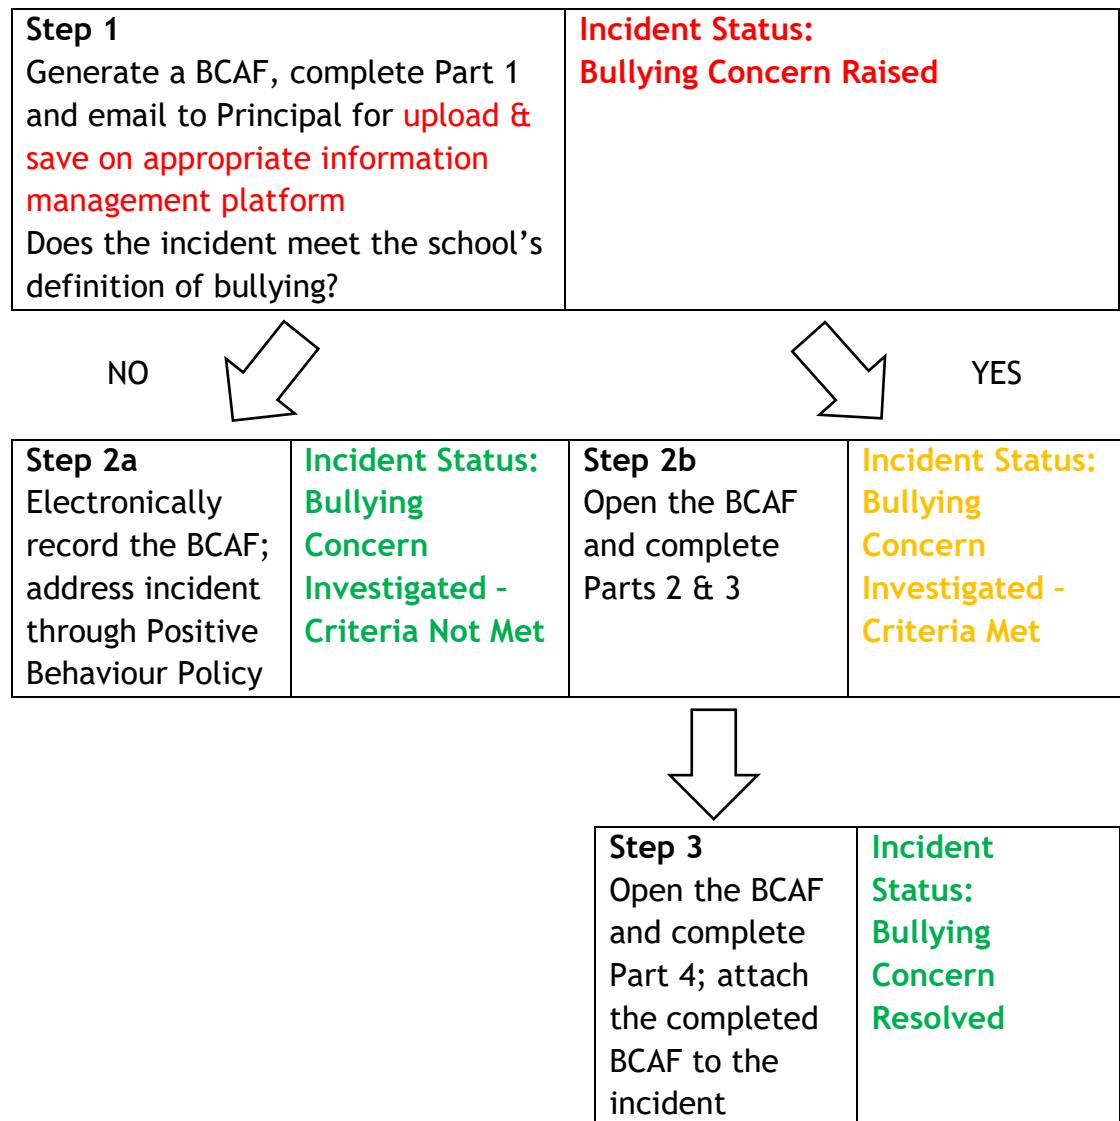 Step 1
Generate a BCAF, complete Part 1
and email to Principal for upload &
save on appropriate information
management platform
Does the incident meet the school’s
definition of bullying?
Incident Status:
Bullying Concern Raised
NO
YES
Step 2a
Electronically
record the BCAF;
address incident
through Positive
Behaviour Policy
Incident Status:
Bullying
Concern
Investigated –
Criteria Not Met
Step 2b
Open the BCAF
and complete
Parts 2 & 3
Incident Status:
Bullying
Concern
Investigated –
Criteria Met
Step 3
Open the BCAF
and complete
Part 4; attach
the completed
BCAF to the
incident
Incident
Status:
Bullying
Concern
Resolved